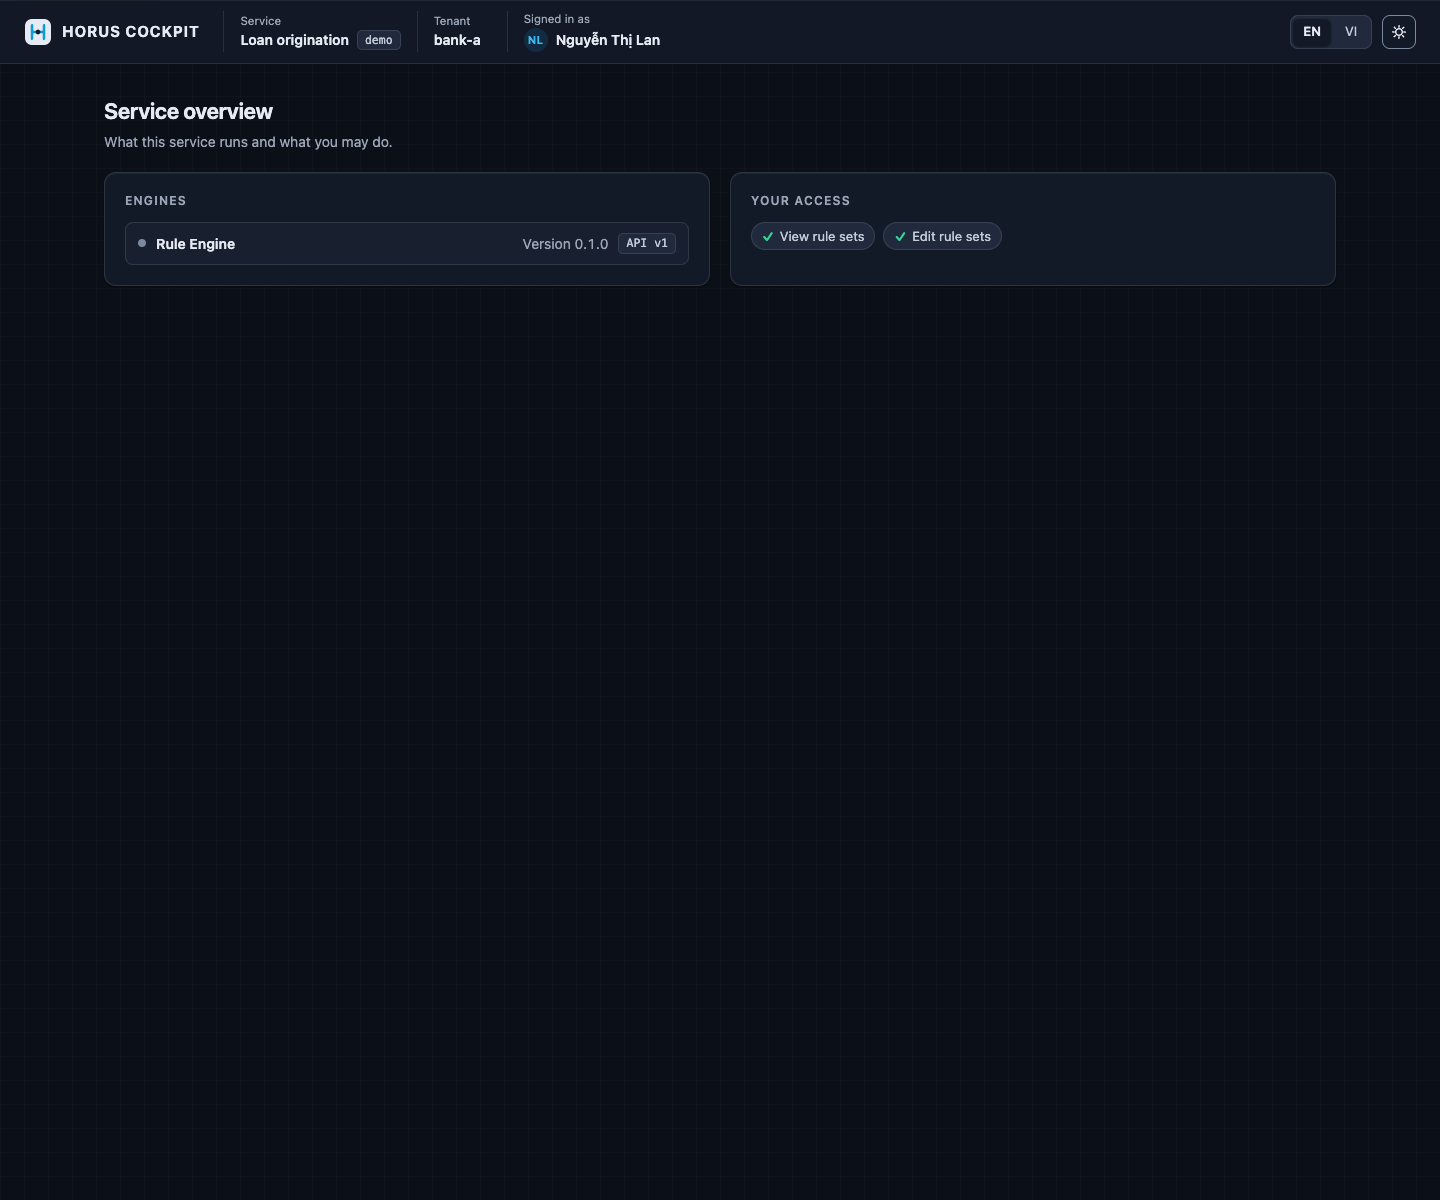 HORUS COCKPIT
Service
Loan origination demo
Tenant
bank-a
Signed in as
NL Nguyễn Thị Lan
EN VI
Service overview
What this service runs and what you may do.
ENGINES
Rule Engine Version 0.1.0 API v1
YOUR ACCESS
View rule sets Edit rule sets